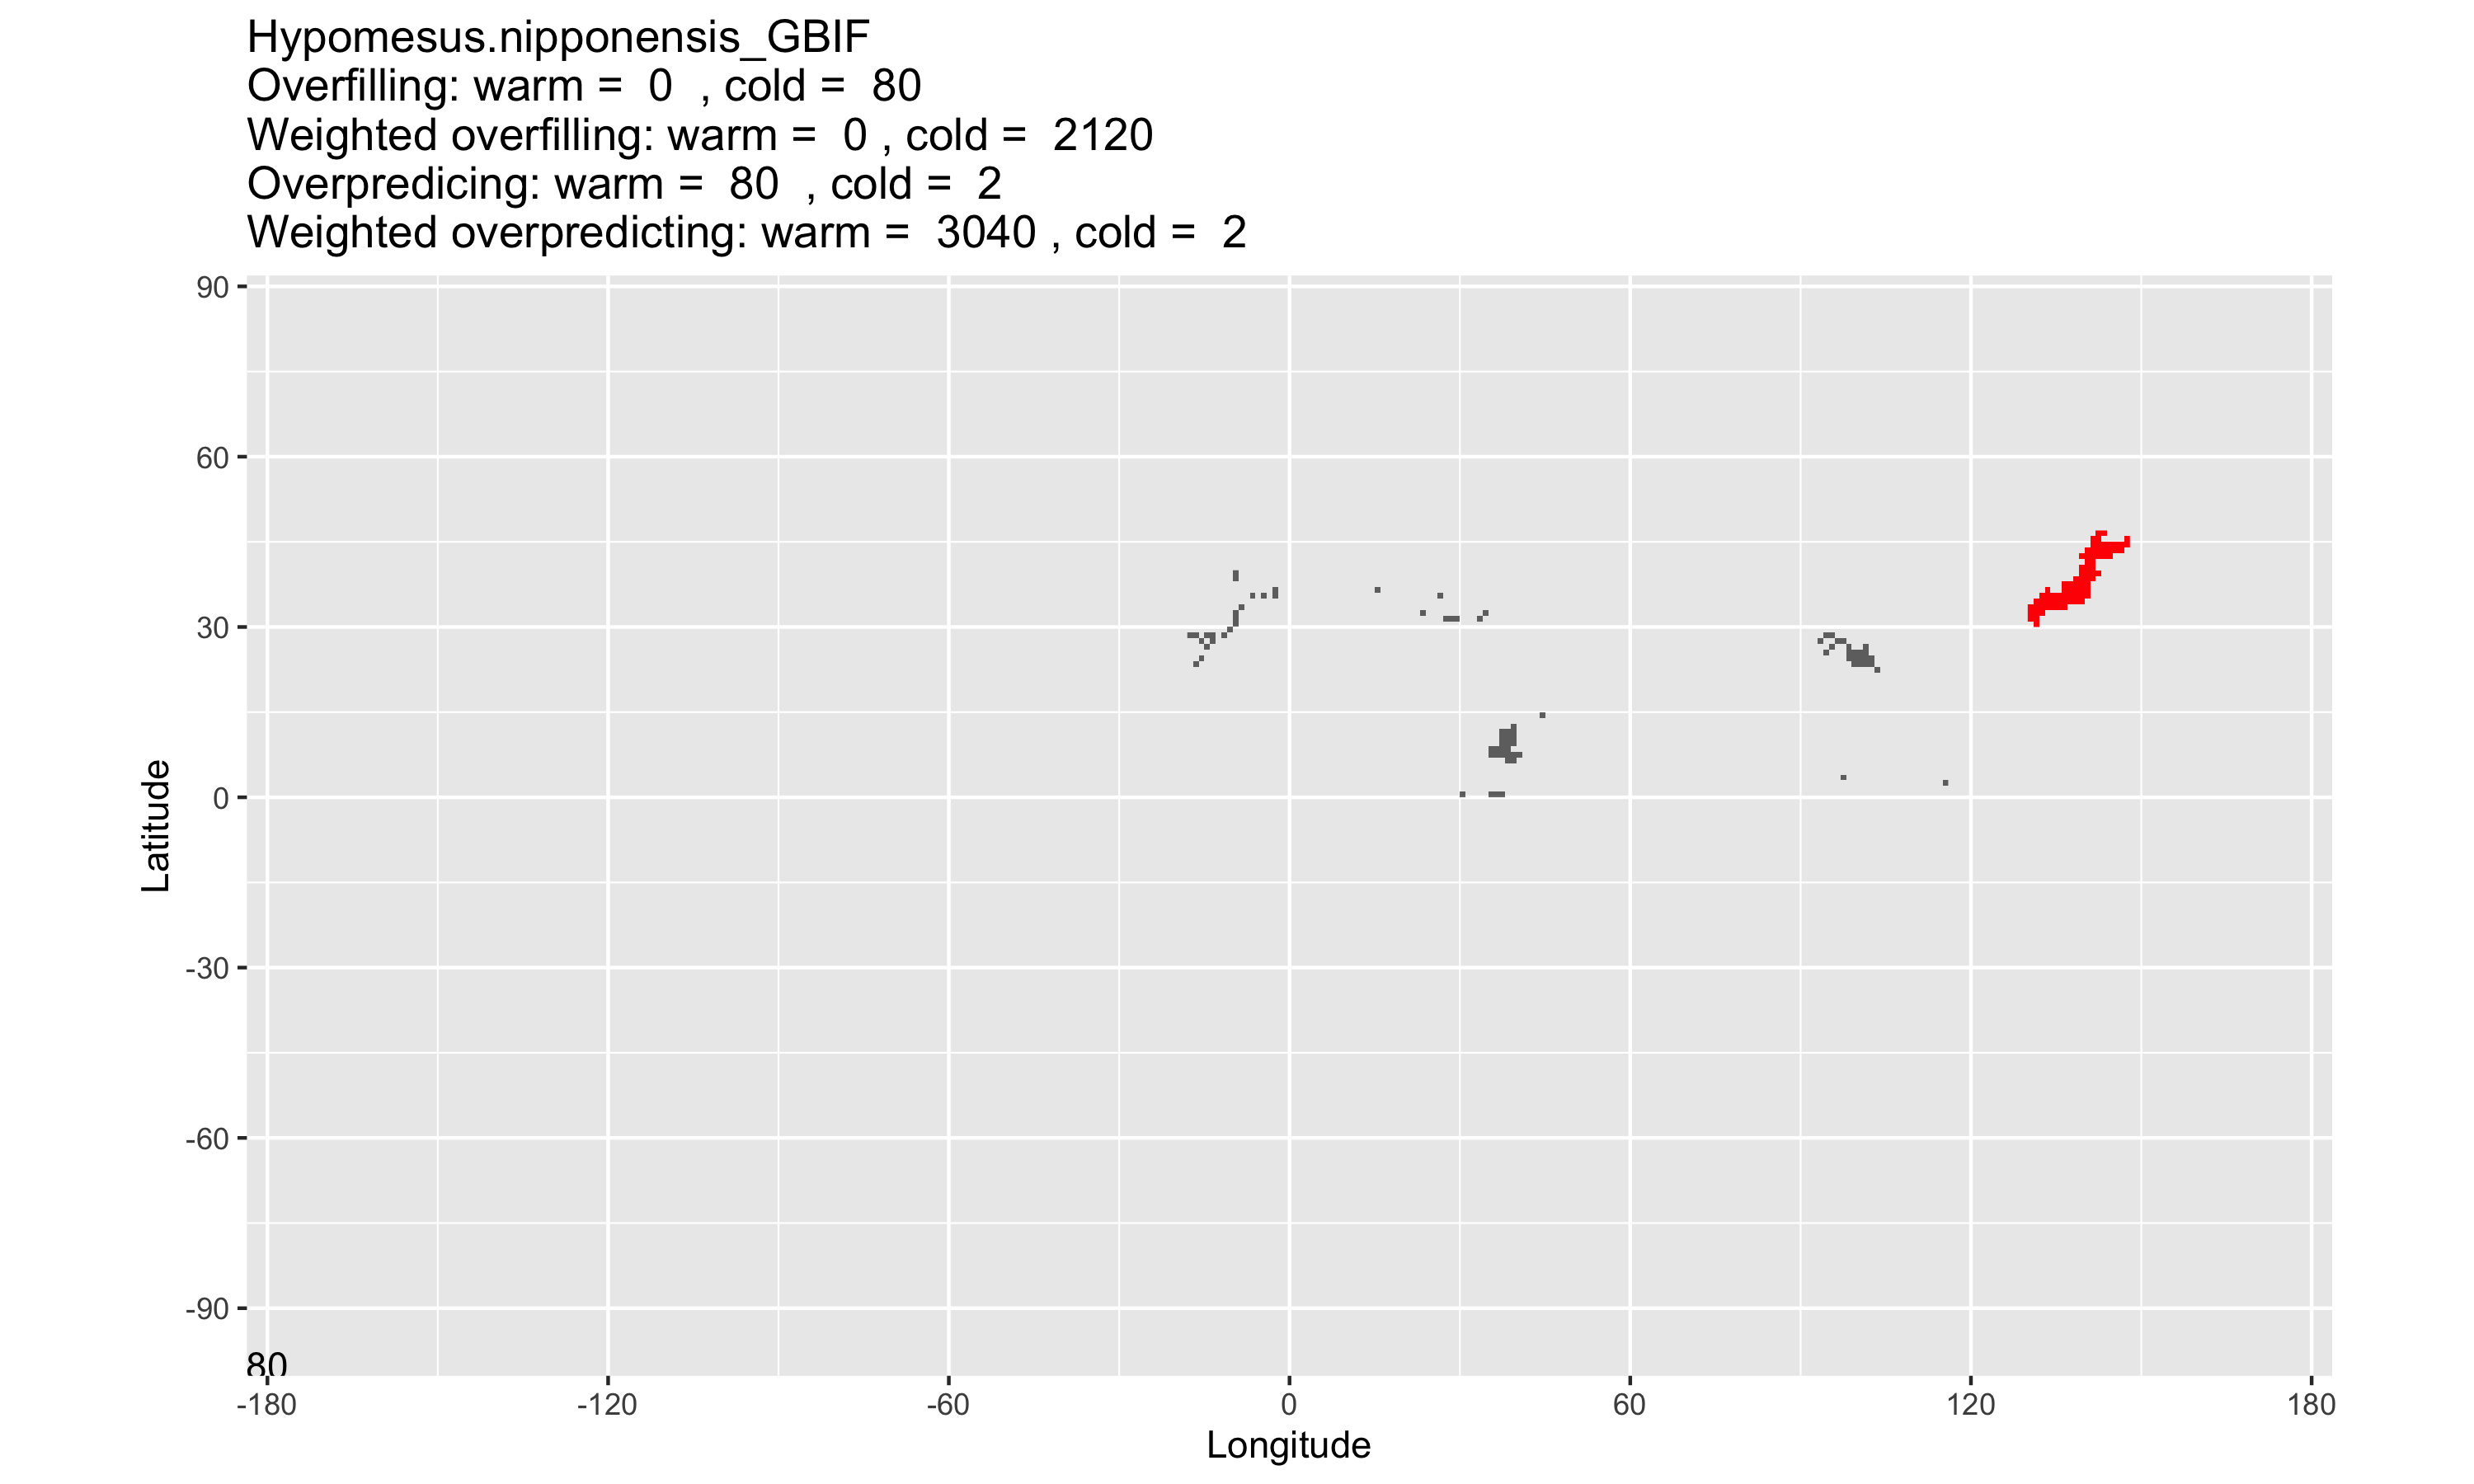 Hypomesus.nipponensis_GBIF
Overfilling: warm =  0  , cold =  80
Weighted overfilling: warm =  0 , cold =  2120
Overpredicing: warm =  80  , cold =  2
Weighted overpredicting: warm =  3040 , cold =  2
90
60
30
0
-30
-60
-90
Latitude
80
-180 -120 -60 0 60 120 180
Longitude